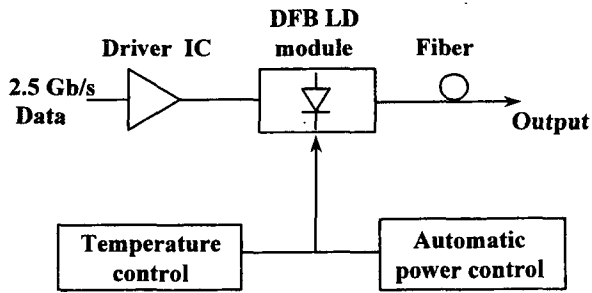 DFB LD
module
Driver IC
Fiber
2.5 Gb/s
Data
Output
Temperature
control
Automatic
power control